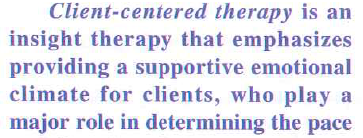 Client-centered therapy is an
insight therapy that emphasizes
providing a supportive emotional
climate for clients, who play a
major role in determining the pace